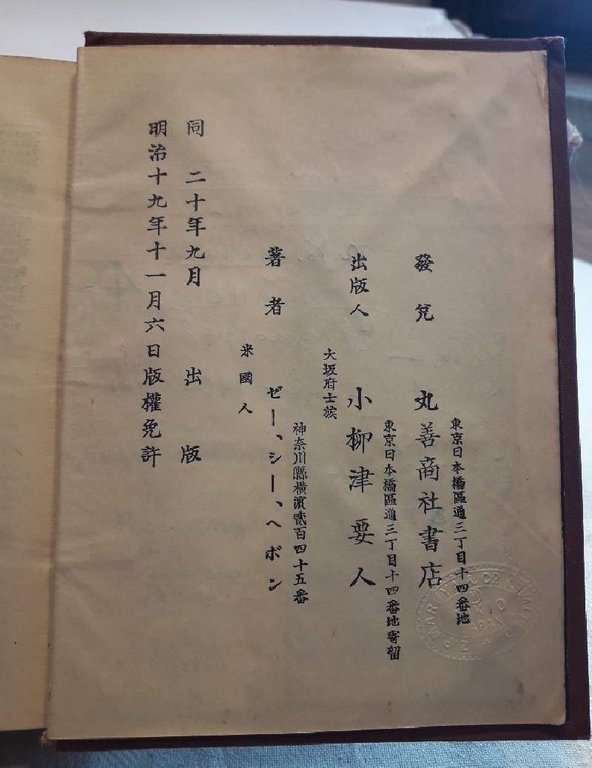 明治十九年十一月六日版權免許
同 二十年九月 出版
米國人
著者 ゼー、シー、ヘボン
神奈川縣橫濱貳百四十五番
大坂府士族
出版人 小柳津要人
東京日本橋區通三丁目十四番地寄留
發兌 丸善商社書店
東京日本橋區通三丁目十四番地